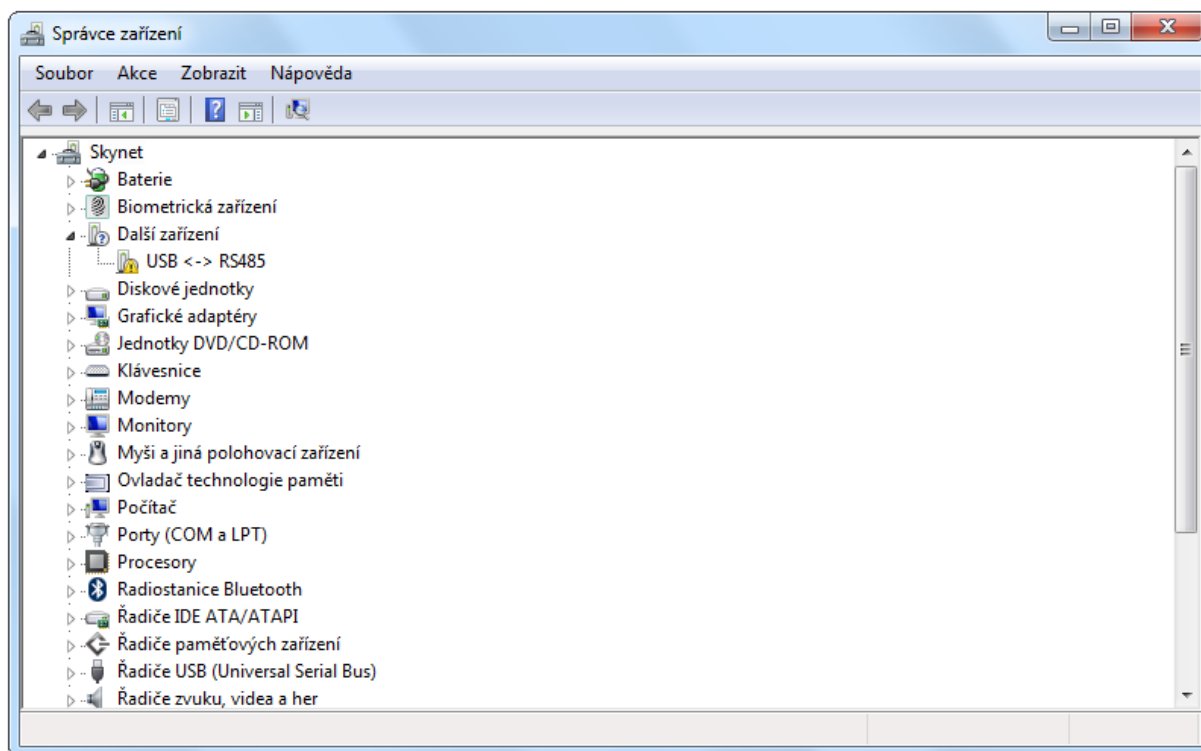 Správce zařízení
Soubor Akce Zobrazit Nápověda
Skynet
Baterie
Biometrická zařízení
Další zařízení
USB <-> RS485
Diskové jednotky
Grafické adaptéry
Jednotky DVD/CD-ROM
Klávesnice
Modemy
Monitory
Myši a jiná polohovací zařízení
Ovladač technologie paměti
Počítač
Porty (COM a LPT)
Procesory
Radiostanice Bluetooth
Řadiče IDE ATA/ATAPI
Řadiče paměťových zařízení
Řadiče USB (Universal Serial Bus)
Řadiče zvuku, videa a her